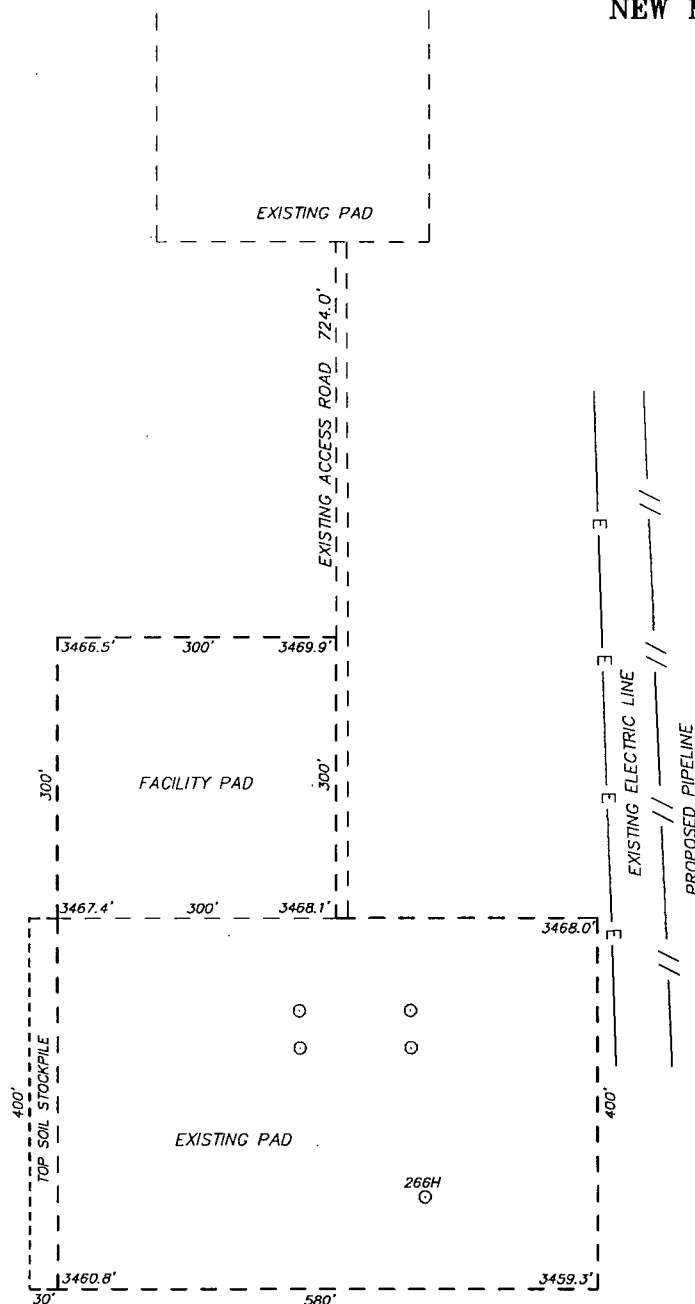 NEW
EXISTING PAD
EXISTING ACCESS ROAD 724.0'
3466.5' 300' 3469.9'
300' FACILITY PAD 300'
3467.4' 300' 3468.1' 3468.0'
E
E
E
E
EXISTING ELECTRIC LINE
PROPOSED PIPELINE
400' TOP SOIL STOCKPILE
EXISTING PAD
400'
266H
3460.8' 3459.3'
30' 580'